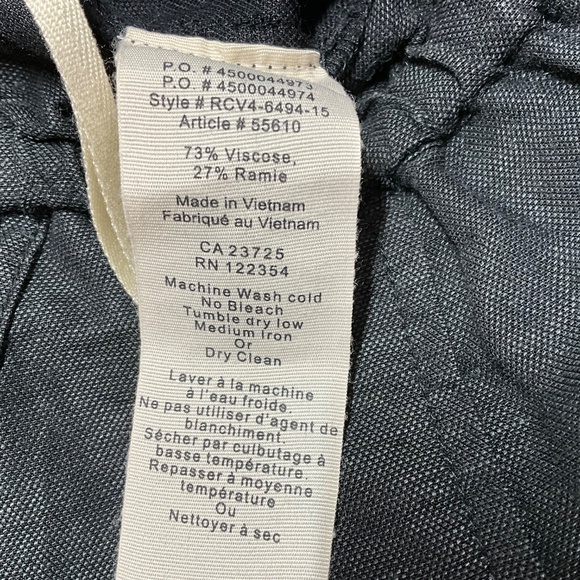 P.O. # 4500044973
P.O. # 4500044974
Style # RCV4-6494-15
Article # 55610
73% Viscose,
27% Ramie
Made in Vietnam
Fabriqué au Vietnam
CA 23725
RN 122354
Machine Wash cold
No Bleach
Tumble dry low
Medium Iron
Or
Dry Clean
Laver à la machine
à l'eau froide.
Ne pas utiliser d'agent de
blanchiment.
Sécher par culbutage à
basse température.
Repasser à moyenne
température
Ou
Nettoyer à sec